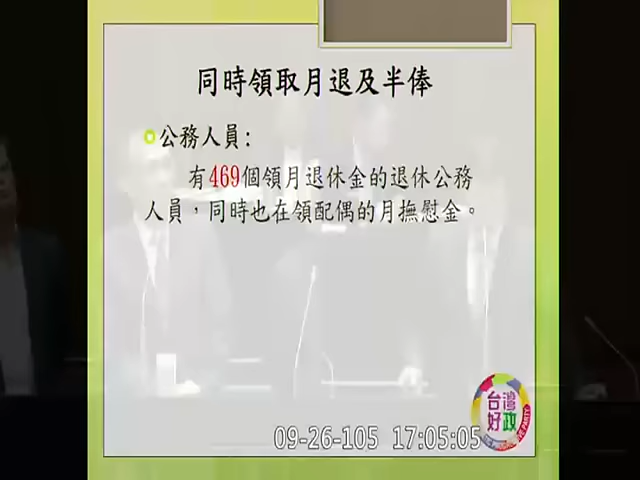 同時領取月退及半俸
公務人員:
有469個領月退休金的退休公務
人員，同時也在領配偶的月撫慰金。
台灣
好政
09-26-105 17:05:05